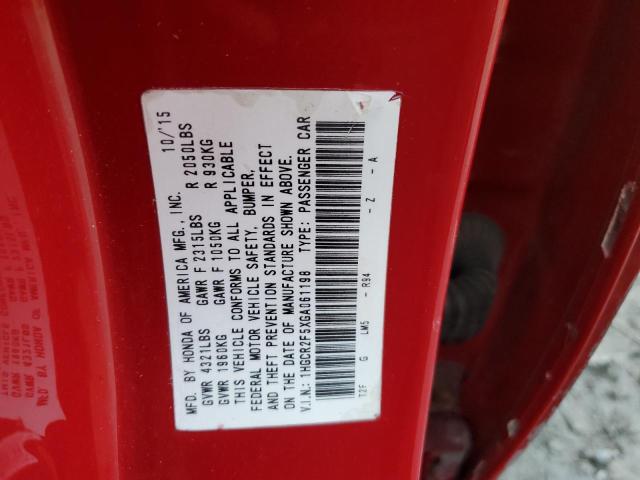 MFD. BY HONDA OF AMERICA MFG., INC. 10/'15
GVWR 4321LBS GAWR F 2315LBS R 2050LBS
GVWR 1960KG GAWR F 1050KG R 930KG
THIS VEHICLE CONFORMS TO ALL APPLICABLE
FEDERAL MOTOR VEHICLE SAFETY, BUMPER,
AND THEFT PREVENTION STANDARDS IN EFFECT
ON THE DATE OF MANUFACTURE SHOWN ABOVE.
V.I.N.: 1HGCR2F5XGA061198 TYPE: PASSENGER CAR
T2F G LM5 - R94 - Z - A